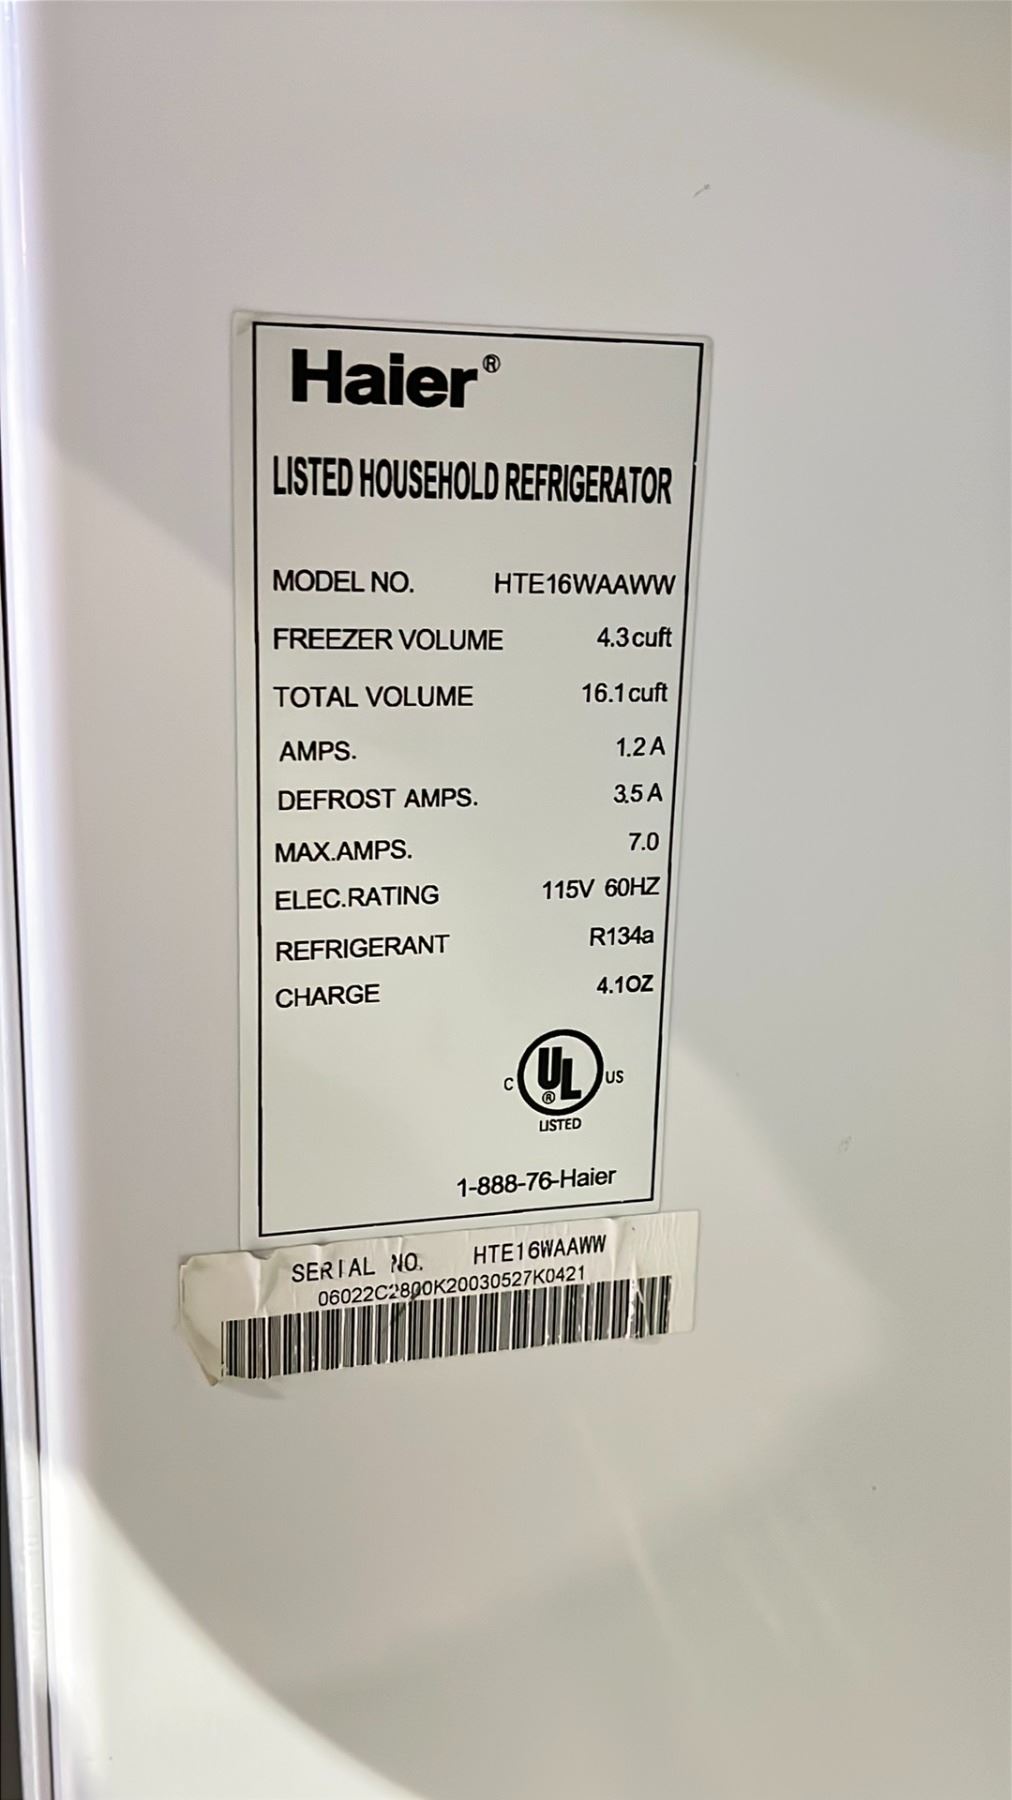 Haier®
LISTED HOUSEHOLD REFRIGERATOR
MODEL NO. HTE16WAAWW
FREEZER VOLUME 4.3cuft
TOTAL VOLUME 16.1cuft
AMPS. 1.2 A
DEFROST AMPS. 3.5 A
MAX.AMPS. 7.0
ELEC.RATING 115V 60HZ
REFRIGERANT R134a
CHARGE 4.1OZ
C UL® US
LISTED
1-888-76-Haier
SERIAL NO. HTE16WAAWW
06022C2800K20030527K0421